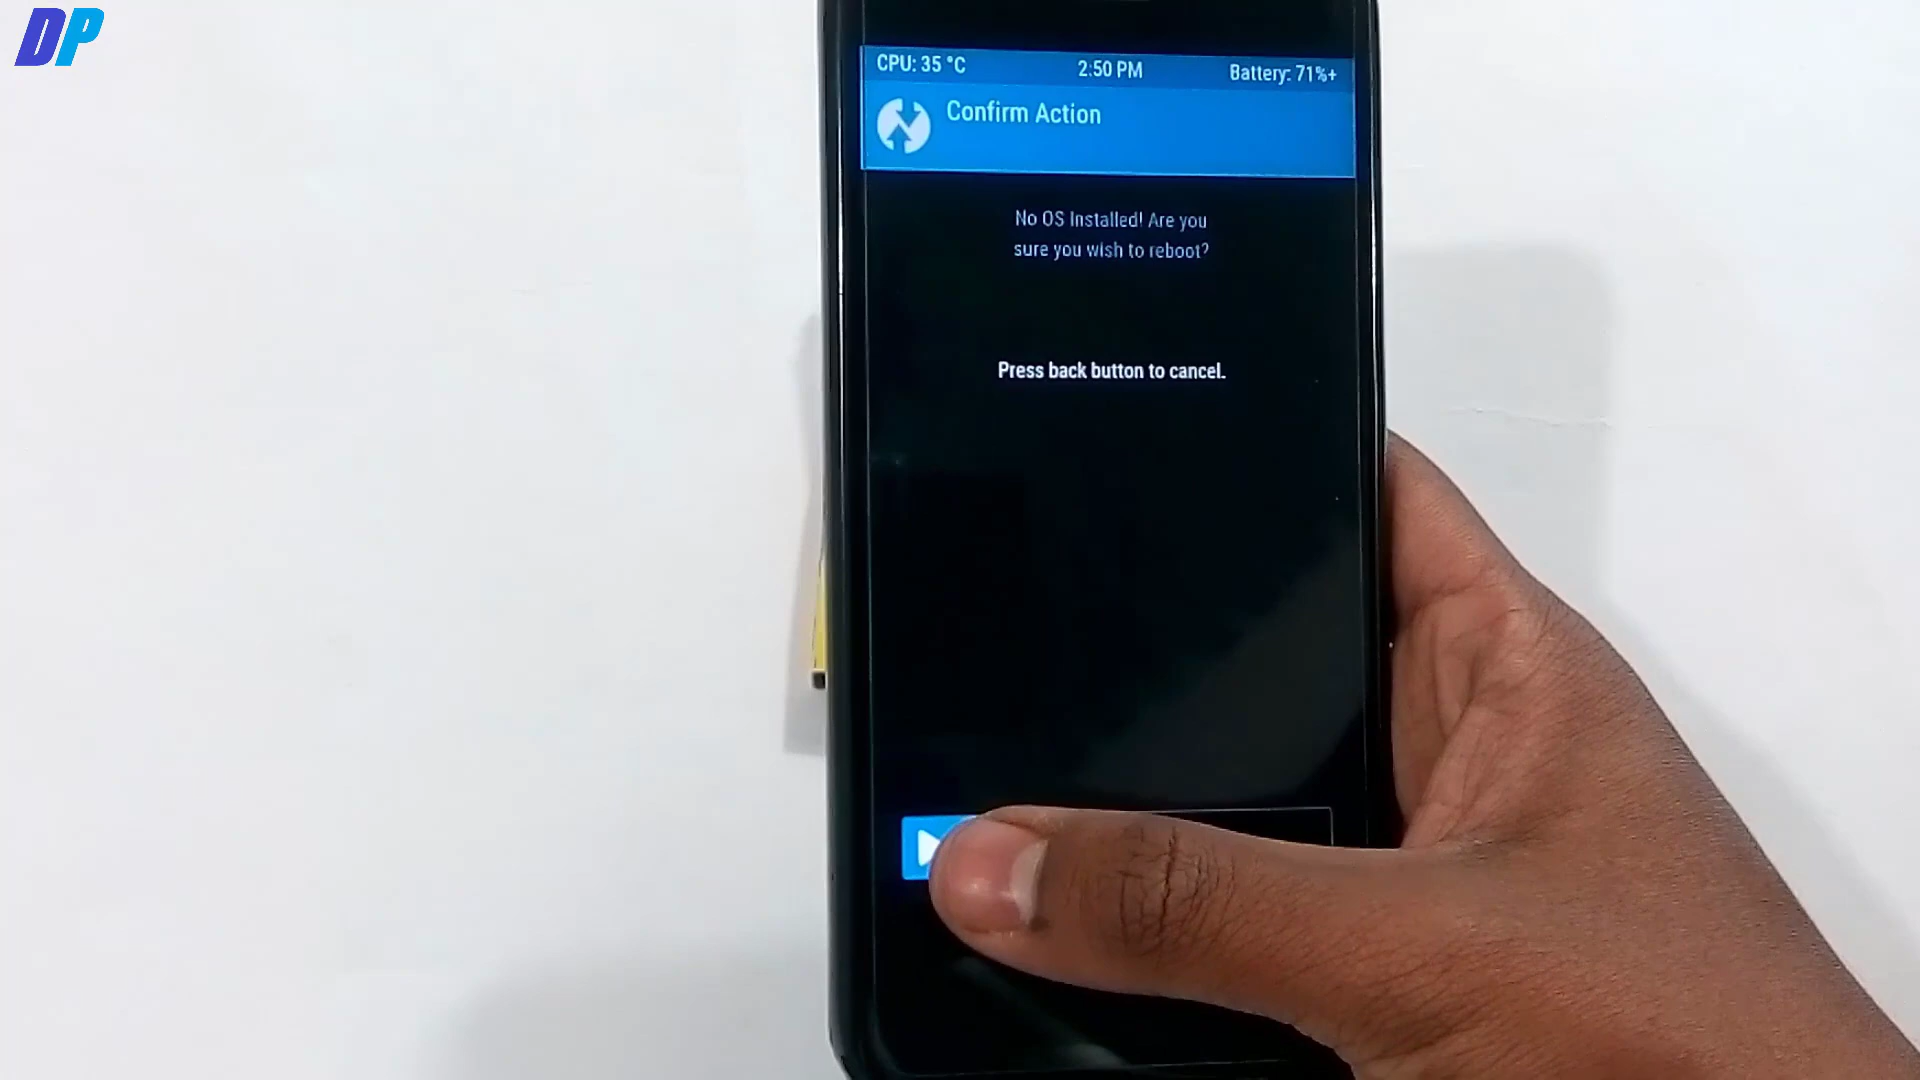 DP
CPU: 35 °C 2:50 PM Battery: 71%+
Confirm Action
No OS Installed! Are you
sure you wish to reboot?
Press back button to cancel.